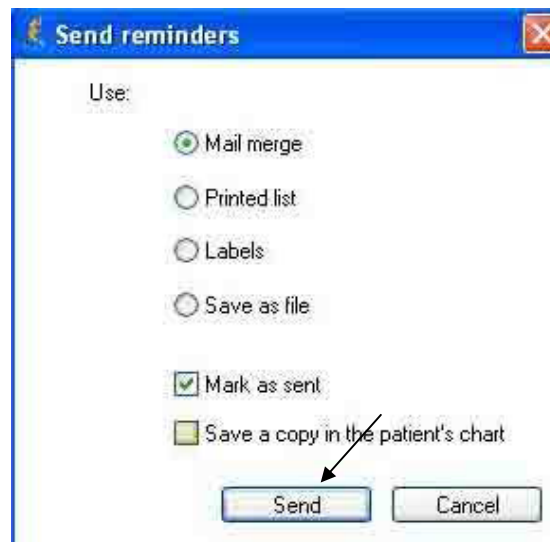 Send reminders
Use:
Mail merge
Printed list
Labels
Save as file
Mark as sent
Save a copy in the patient's chart
Send Cancel